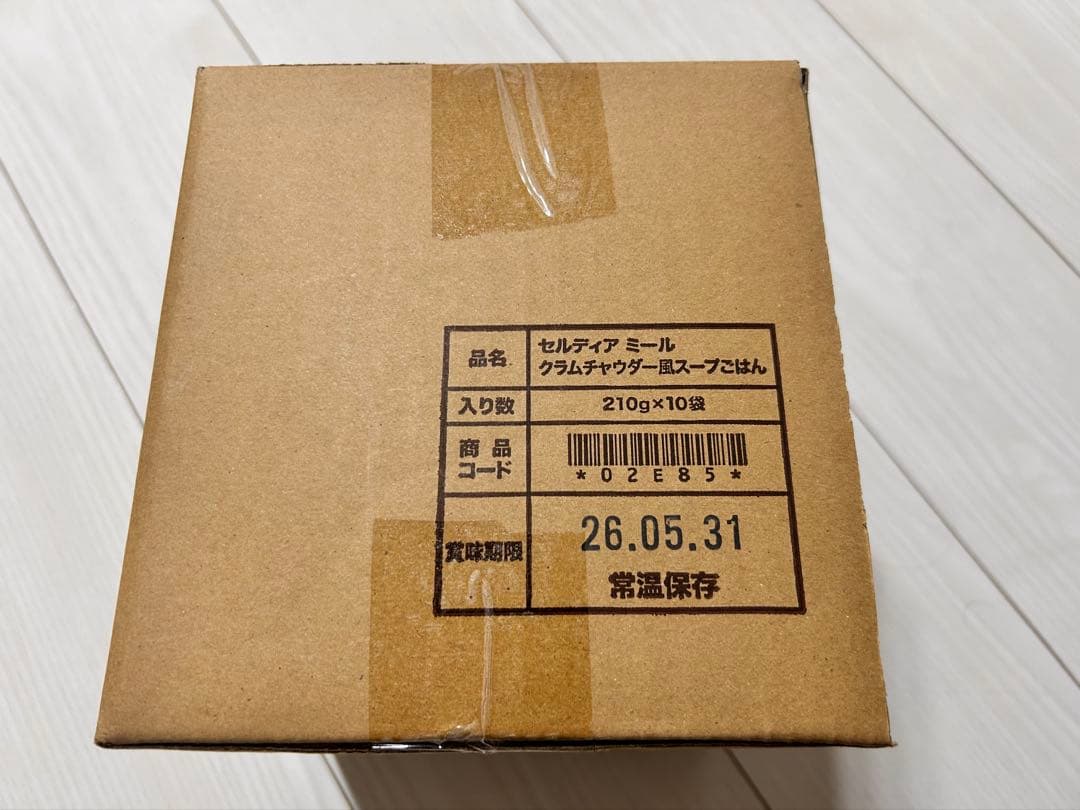 品名
セルディア ミール
クラムチャウダー風スープごはん
入り数
210g×10袋
商品
コード
*02E85*
賞味期限
26.05.31
常温保存